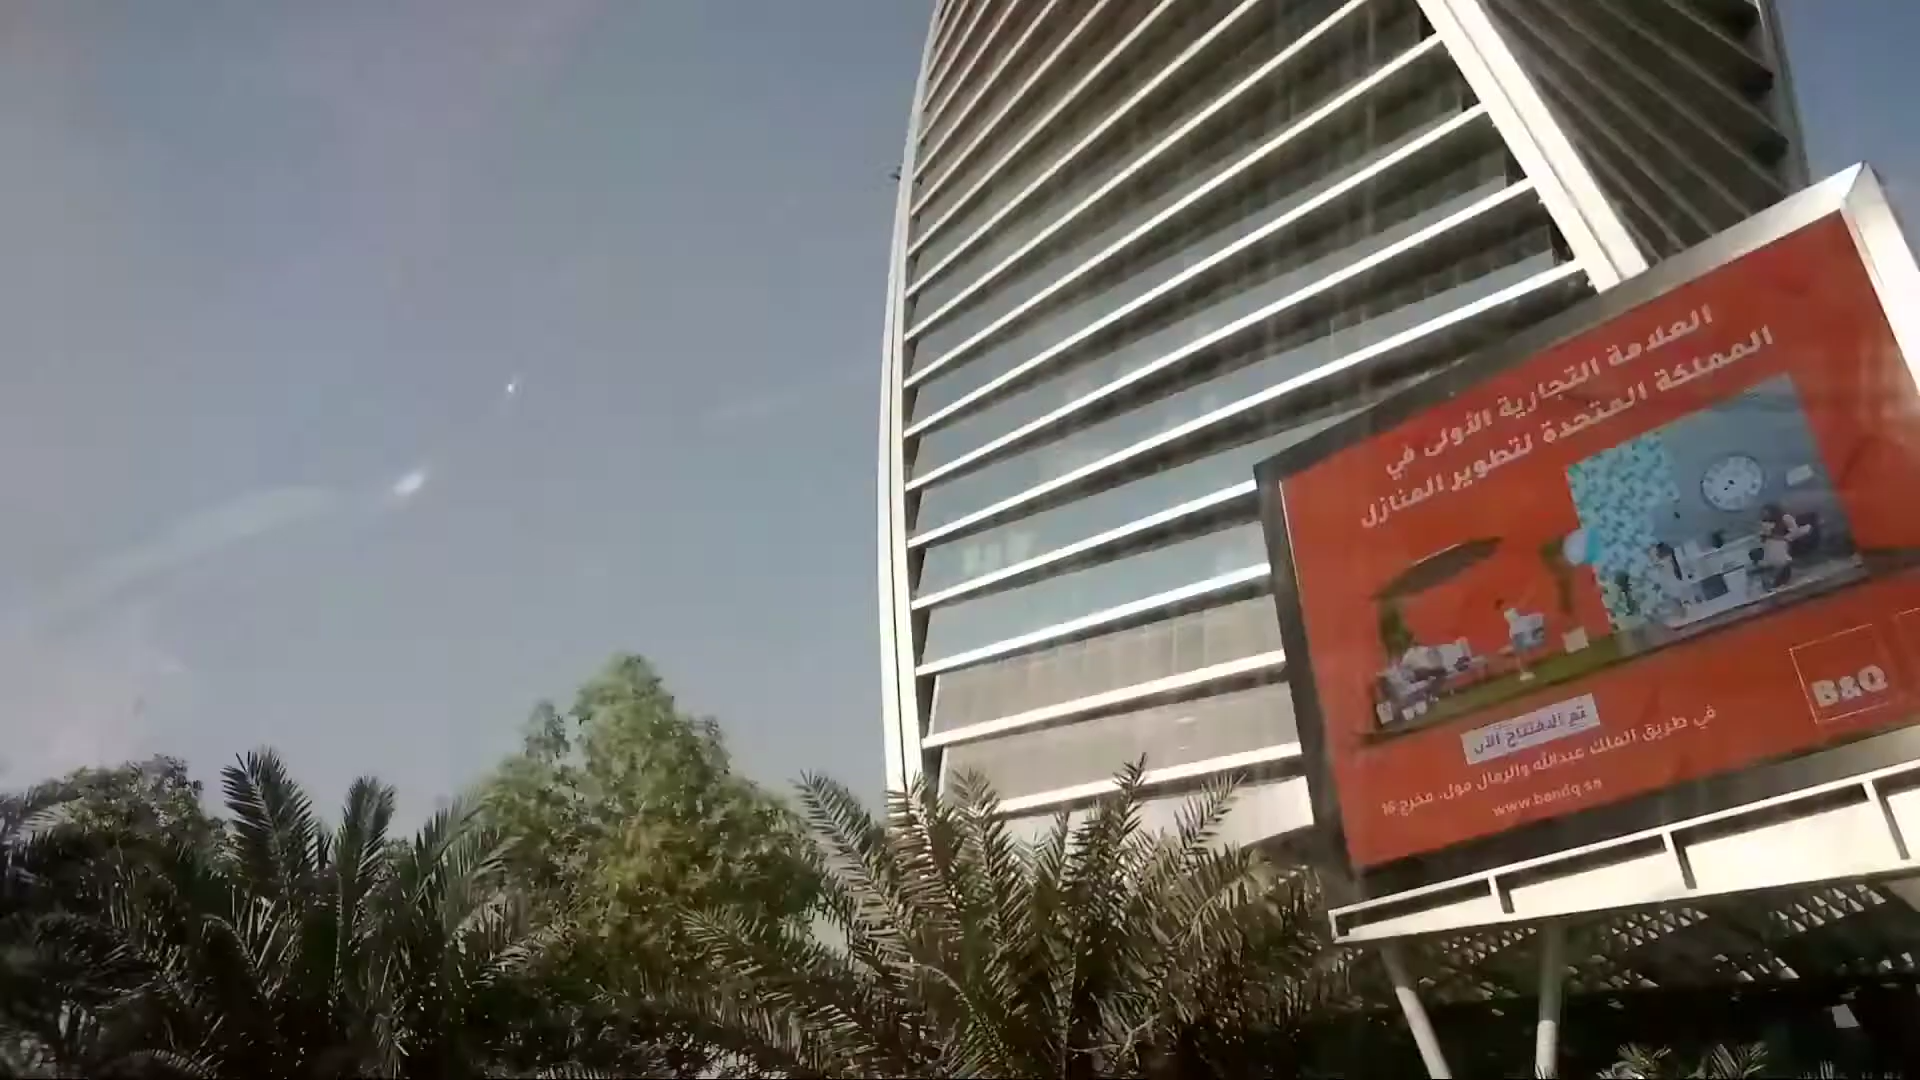 العلامة التجارية الأولى في
المملكة المتحدة لتطوير المنازل
تم الافتتاح الآن
في طريق الملك عبدالله والرمال مول، مخرج 16
www.bandq.sa
B&Q